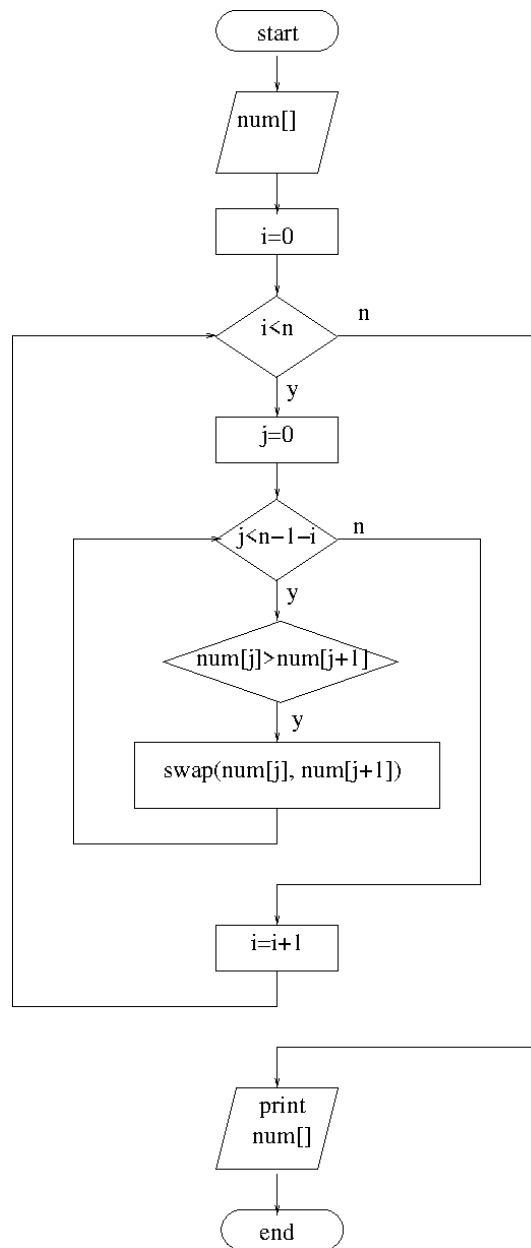 start
num[]
i=0
i<n
n
y
j=0
j<n−1−i
n
y
num[j]>num[j+1]
y
swap(num[j], num[j+1])
i=i+1
print
num[]
end